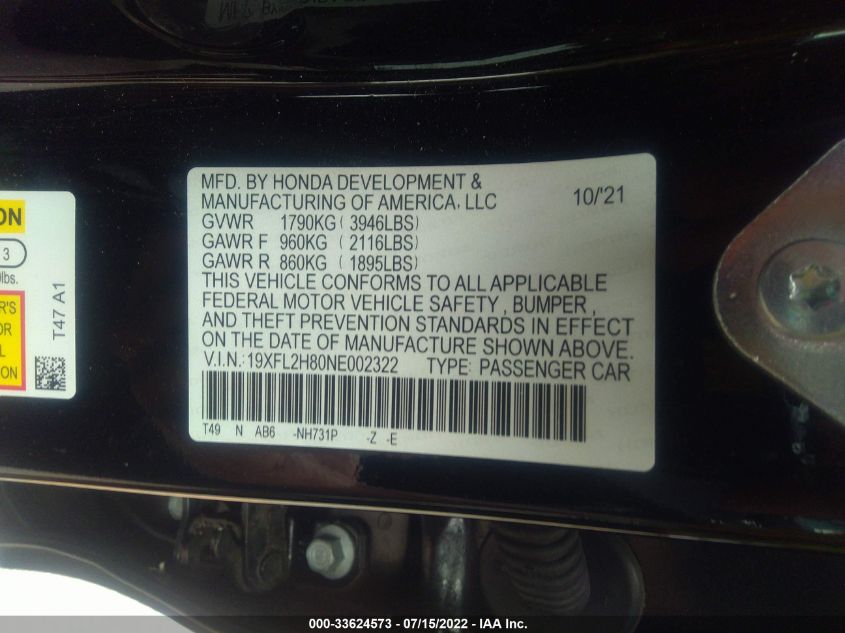 MFD. BY HONDA DEVELOPMENT &
MANUFACTURING OF AMERICA, LLC 10/'21
GVWR 1790KG ( 3946LBS)
GAWR F 960KG ( 2116LBS)
GAWR R 860KG ( 1895LBS)
THIS VEHICLE CONFORMS TO ALL APPLICABLE
FEDERAL MOTOR VEHICLE SAFETY , BUMPER ,
AND THEFT PREVENTION STANDARDS IN EFFECT
ON THE DATE OF MANUFACTURE SHOWN ABOVE.
V.I.N: 19XFL2H80NE002322 TYPE: PASSENGER CAR
T49 N AB6 -NH731P -Z -E
ON
3
lbs.
'S
OR
L
ION
T47 A1
000-33624573 - 07/15/2022 - IAA Inc.